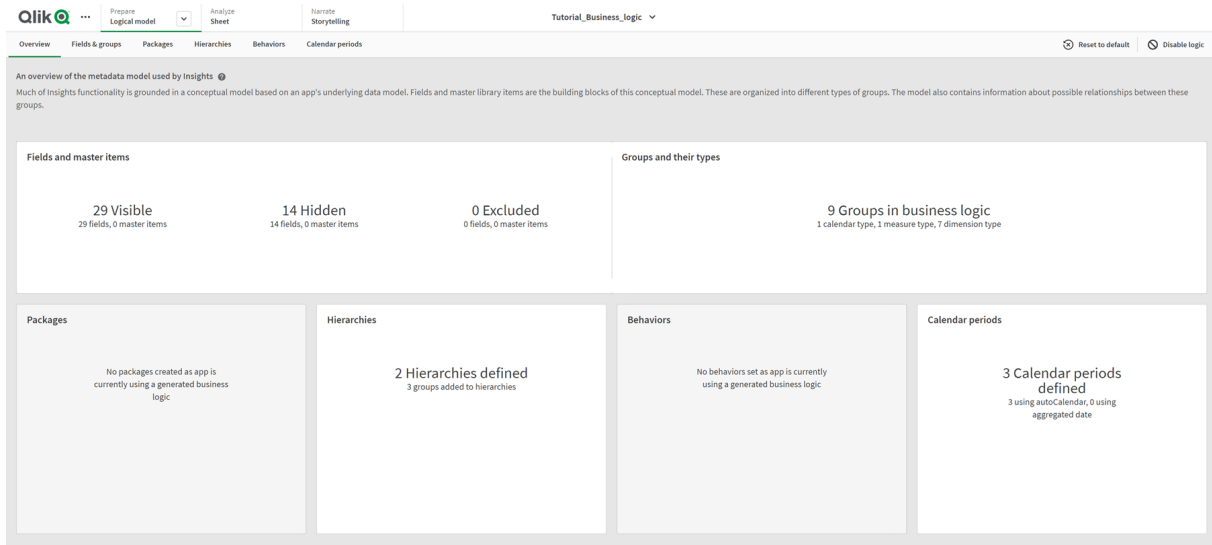 Qlik
Prepare
Logical model
Analyze
Sheet
Narrate
Storytelling
Tutorial_Business_logic
Overview
Fields & groups
Packages
Hierarchies
Behaviors
Calendar periods
Reset to default
Disable logic
An overview of the metadata model used by Insights
Much of Insights functionality is grounded in a conceptual model based on an app's underlying data model. Fields and master library items are the building blocks of this conceptual model. These are organized into different types of groups. The model also contains information about possible relationships between these
groups.
Fields and master items
29 Visible
29 fields, 0 master items
14 Hidden
14 fields, 0 master items
0 Excluded
0 fields, 0 master items
Groups and their types
9 Groups in business logic
1 calendar type, 1 measure type, 7 dimension type
Packages
No packages created as app is
currently using a generated business
logic
Hierarchies
2 Hierarchies defined
3 groups added to hierarchies
Behaviors
No behaviors set as app is currently
using a generated business logic
Calendar periods
3 Calendar periods
defined
3 using autoCalendar, 0 using
aggregated date